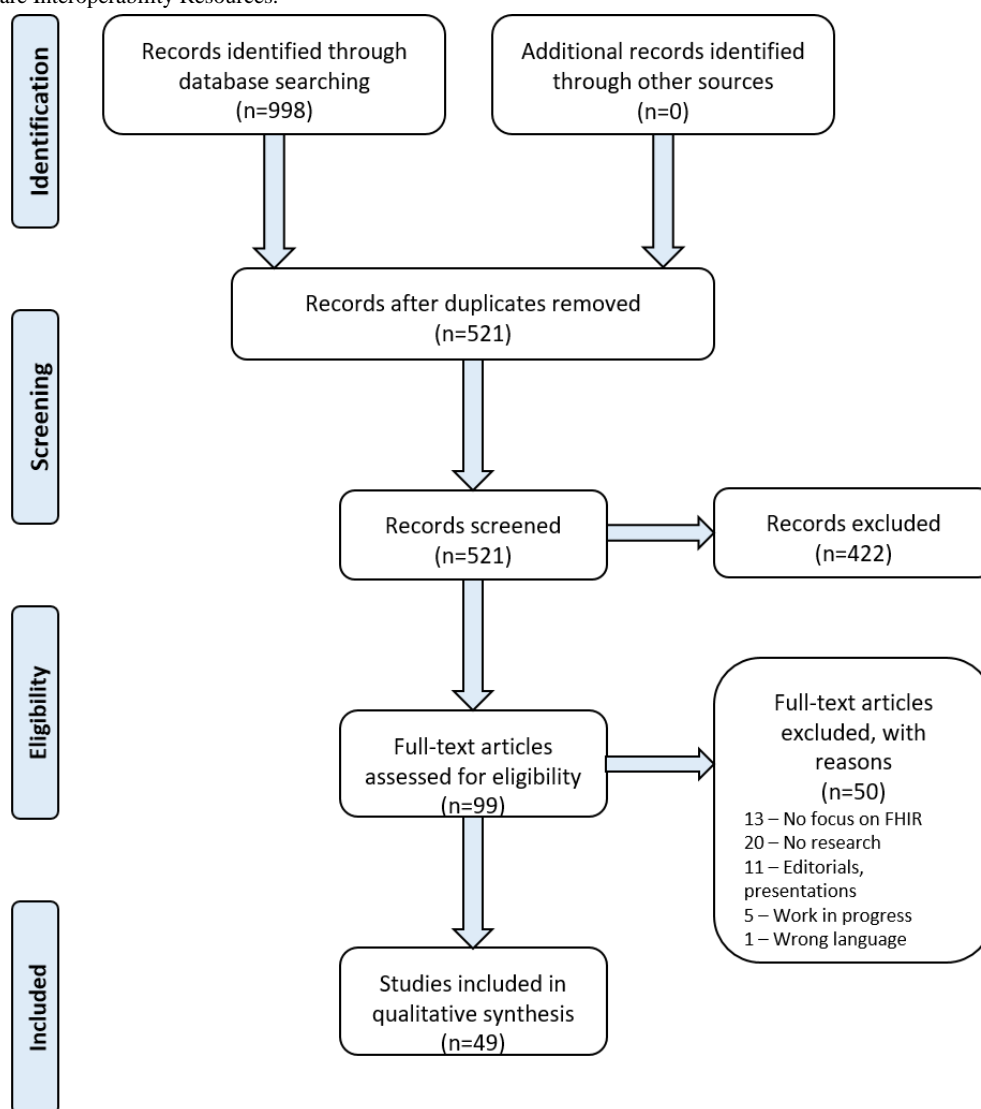 are Interoperability Resources.
Identification
Records identified through
database searching
(n=998)
Additional records identified
through other sources
(n=0)
Records after duplicates removed
(n=521)
Screening
Records screened
(n=521)
Records excluded
(n=422)
Eligibility
Full-text articles
assessed for eligibility
(n=99)
Full-text articles
excluded, with
reasons
(n=50)
13 – No focus on FHIR
20 – No research
11 – Editorials,
presentations
5 – Work in progress
1 – Wrong language
Included
Studies included in
qualitative synthesis
(n=49)